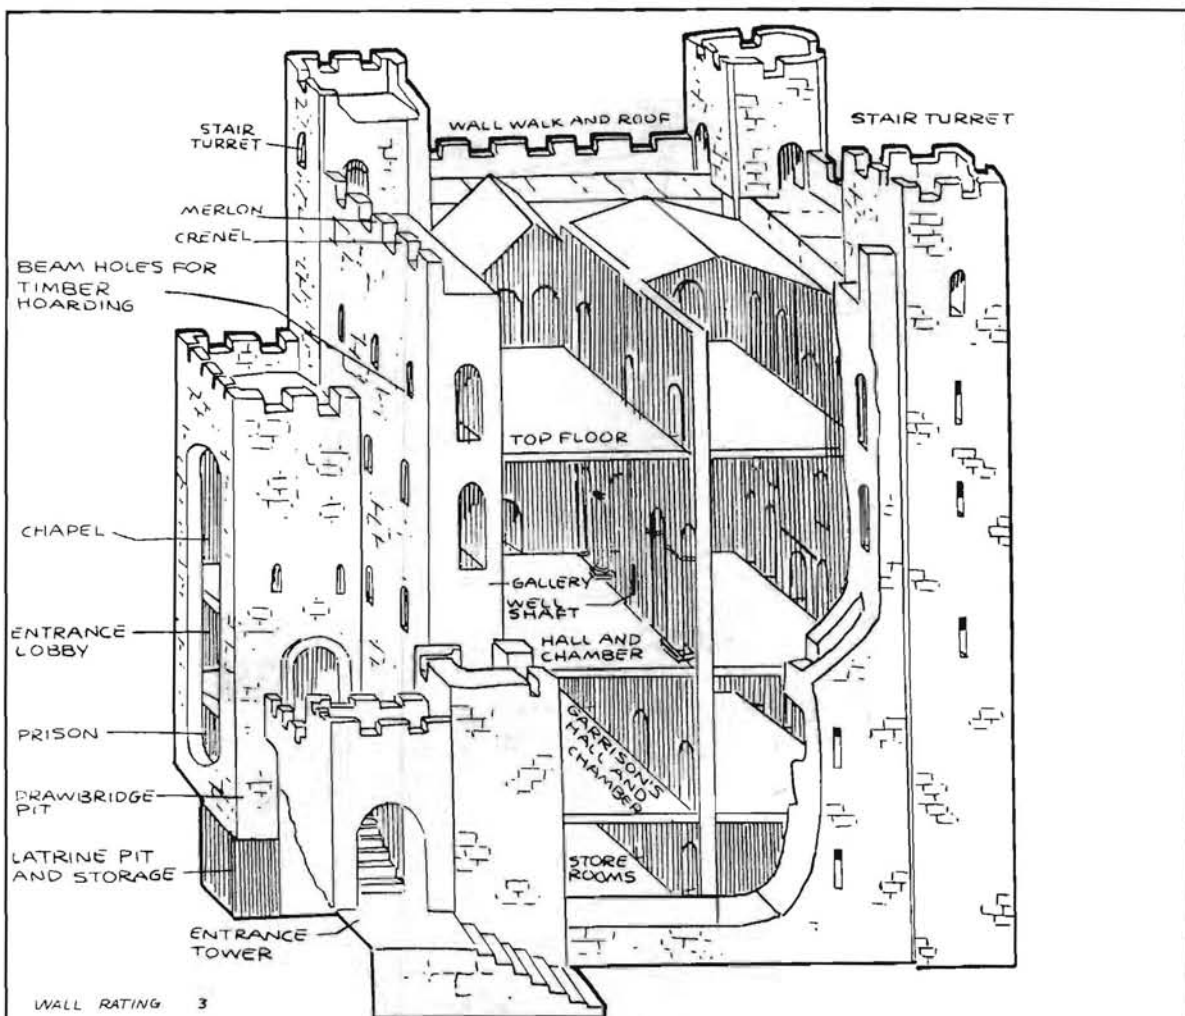 WALL WALK AND ROOF
STAIR TURRET
STAIR
TURRET
MERLON
CRENEL
BEAM HOLES FOR
TIMBER
HOARDING
TOP FLOOR
CHAPEL
GALLERY
WELL
SHAFT
ENTRANCE
LOBBY
HALL AND
CHAMBER
PRISON
GARRISON'S
HALL AND
CHAMBER
DRAWBRIDGE
PIT
LATRINE PIT
AND STORAGE
STORE
ROOMS
ENTRANCE
TOWER
WALL RATING 3